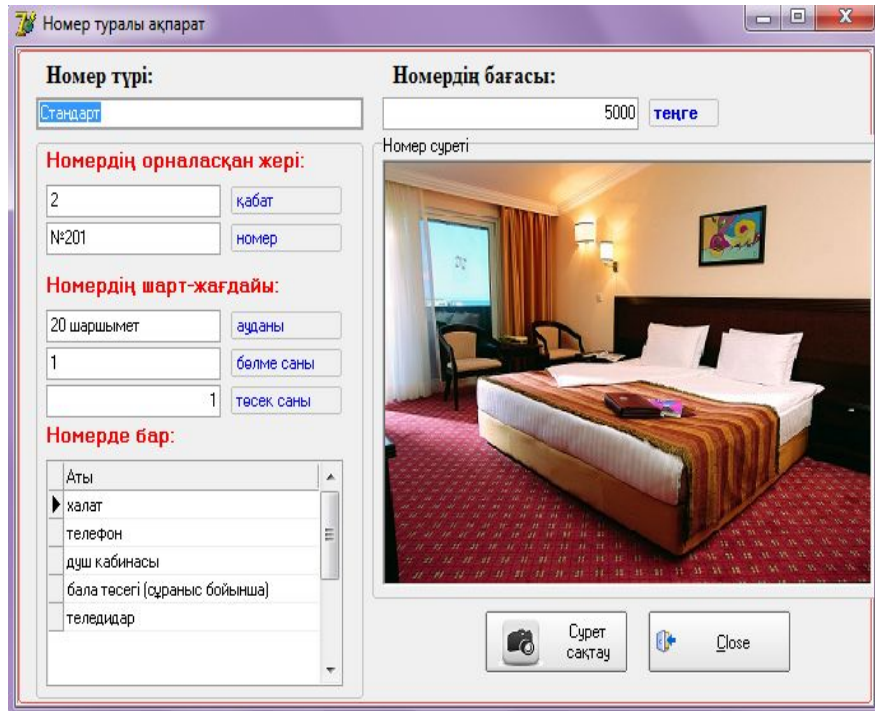 Номер туралы ақпарат
Номер түрі:
Номердің бағасы:
Стандарт
5000 теңге
Номердің орналасқан жері:
Номер суреті
2 қабат
№201 номер
Номердің шарт-жағдайы:
20 шаршымет ауданы
1 бөлме саны
1 төсек саны
Номерде бар:
Аты
халат
телефон
душ кабинасы
бала төсегі (сұраныс бойынша)
теледидар
Сурет
сақтау
Close